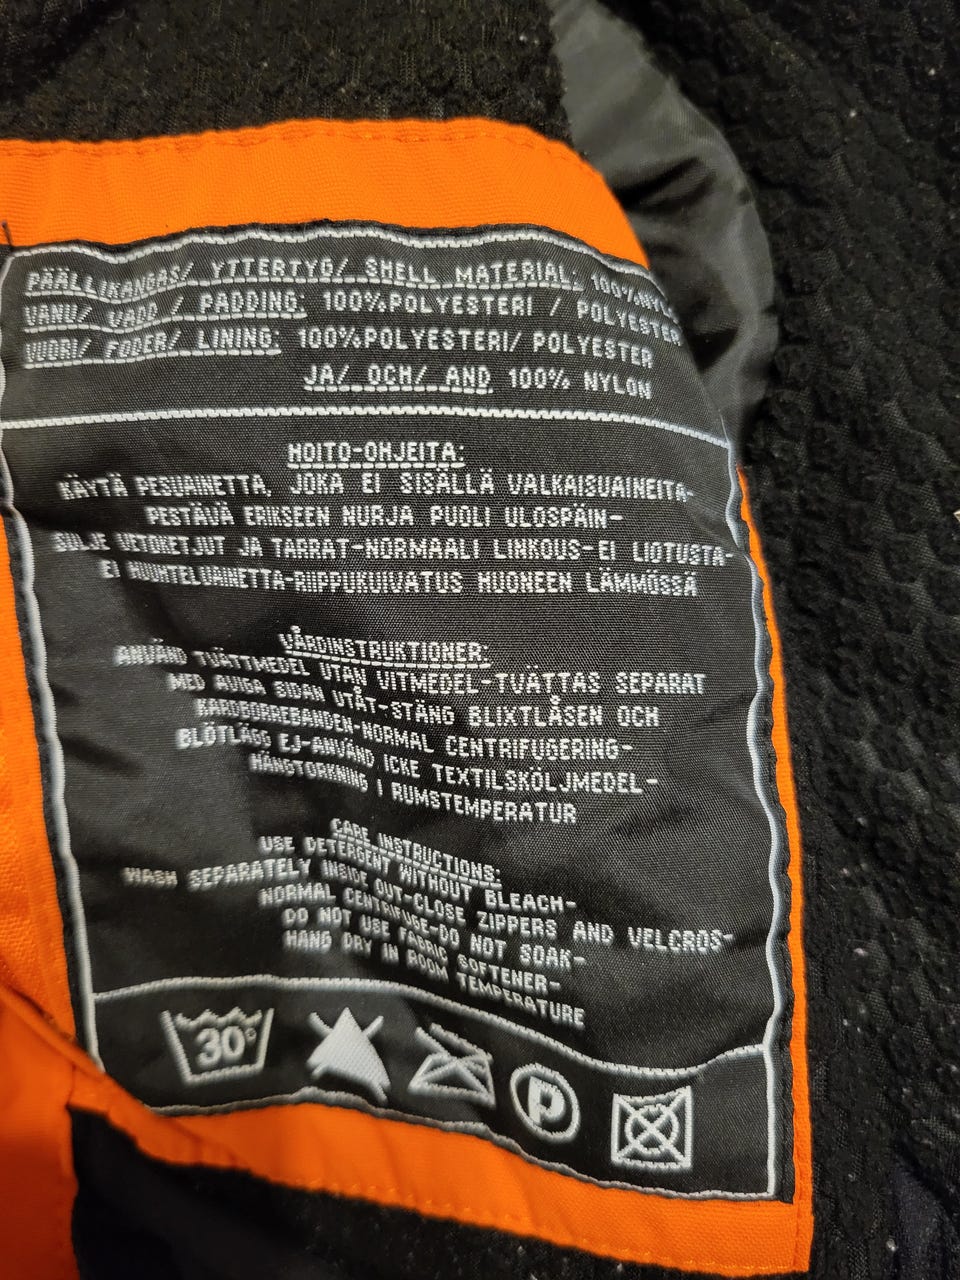 PÄÄLLIKANGAS/ YTTERTYG/ SHELL MATERIAL: 100%NYL
VANU/ VADD / PADDING: 100%POLYESTERI / POLYESTER
VUORI/ FODER/ LINING: 100%POLYESTERI/ POLYESTER
JA/ OCH/ AND 100% NYLON
HOITO-OHJEITA:
KÄYTÄ PESUAINETTA, JOKA EI SISÄLLÄ VALKAISUAINEITA-
PESTÄVÄ ERIKSEEN NURJA PUOLI ULOSPÄIN-
SULJE VETOKETJUT JA TARRAT-NORMAALI LINKOUS-EI LIOTUSTA-
EI HUUHTELUAINETTA-RIIPPUKUIVATUS HUONEEN LÄMMÖSSÄ
VÅRDINSTRUKTIONER:
ANVÄND TVÄTTMEDEL UTAN VITMEDEL-TVÄTTAS SEPARAT
MED AVIGA SIDAN UTÅT-STÄNG BLIXTLÅSEN OCH
KARDBORREBANDEN-NORMAL CENTRIFUGERING-
BLÖTLÄGG EJ-ANVÄND ICKE TEXTILSKÖLJMEDEL-
HÄNGTORKNING I RUMSTEMPERATUR
CARE INSTRUCTIONS:
USE DETERGENT WITHOUT BLEACH-
WASH SEPARATELY INSIDE OUT-CLOSE ZIPPERS AND VELCROS-
NORMAL CENTRIFUGE-DO NOT SOAK-
DO NOT USE FABRIC SOFTENER-
HANG DRY IN ROOM TEMPERATURE
30° P